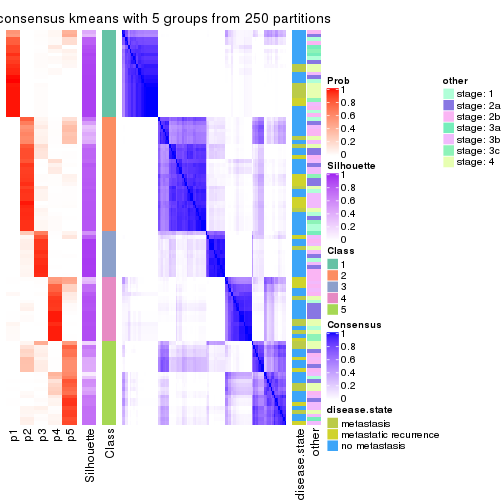 consensus kmeans with 5 groups from 250 partitions
Prob
1
0.8
0.6
0.4
0.2
0
Silhouette
1
0.8
0.6
0.4
0.2
0
Class
1
2
3
4
5
Consensus
1
0.8
0.6
0.4
0.2
0
disease.state
metastasis
metastatic recurrence
no metastasis
other
stage: 1
stage: 2a
stage: 2b
stage: 3a
stage: 3b
stage: 3c
stage: 4
p1
p2
p3
p4
p5
Silhouette
Class
disease.state
other